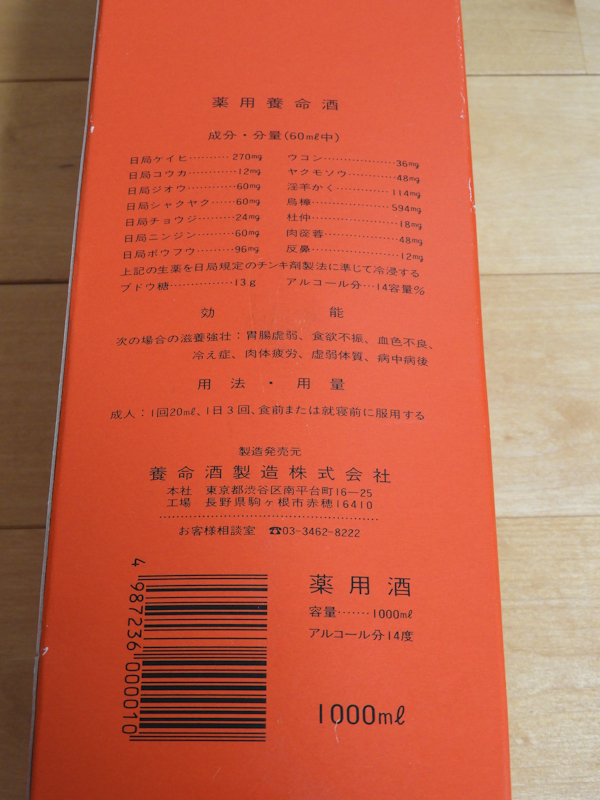 薬用養命酒
成分・分量(60mℓ中)
日局ケイヒ………270mg ウコン………………36mg
日局コウカ…………12mg ヤクモソウ…………48mg
日局ジオウ…………60mg 淫羊かく…………114mg
日局シャクヤク……60mg 烏樟………………594mg
日局チョウジ………24mg 杜仲…………………18mg
日局ニンジン………60mg 肉蓯蓉………………48mg
日局ボウフウ………96mg 反鼻…………………12mg
上記の生薬を日局規定のチンキ剤製法に準じて冷浸する
ブドウ糖…………13g アルコール分…14容量%
効能
次の場合の滋養強壮:胃腸虚弱、食欲不振、血色不良、
冷え症、肉体疲労、虚弱体質、病中病後
用法・用量
成人:1回20mℓ、1日3回、食前または就寝前に服用する
製造発売元
養命酒製造株式会社
本社 東京都渋谷区南平台町16-25
工場 長野県駒ヶ根市赤穂16410
お客様相談室 ☎03-3462-8222
薬用酒
容量……1000mℓ
アルコール分14度
1000mℓ
4987236000010